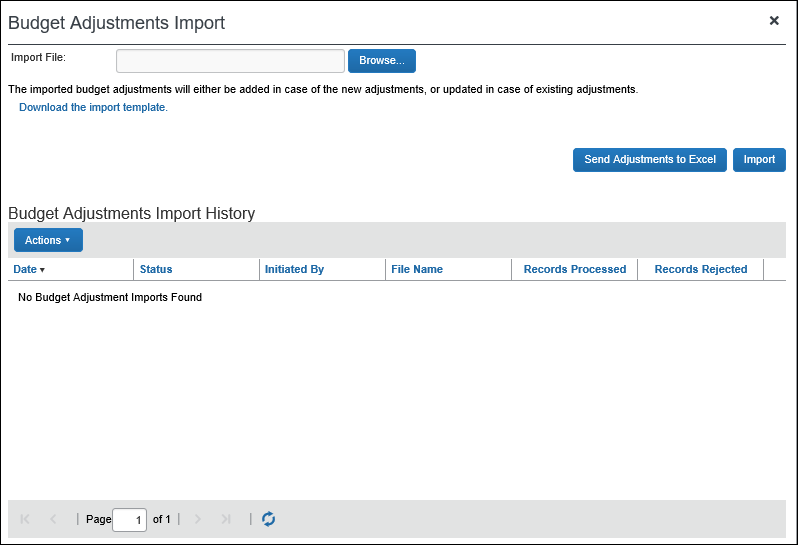 Budget Adjustments Import
Import File: Browse...
The imported budget adjustments will either be added in case of the new adjustments, or updated in case of existing adjustments.
Download the import template.
Send Adjustments to Excel Import
Budget Adjustments Import History
Actions
Date Status Initiated By File Name Records Processed Records Rejected
No Budget Adjustment Imports Found
Page 1 of 1